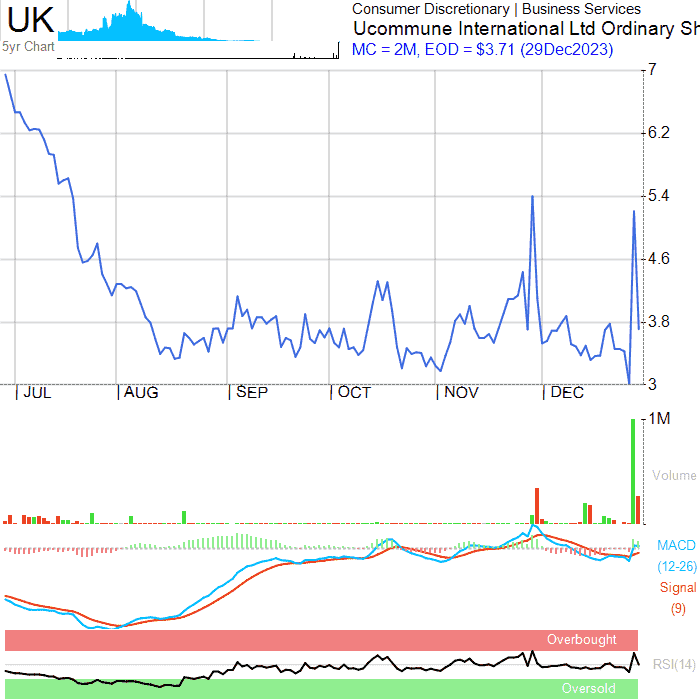 UK
5yr Chart
Consumer Discretionary | Business Services
Ucommune International Ltd Ordinary Sh
MC = 2M, EOD = $3.71 (29Dec2023)
7
6.2
5.4
4.6
3.8
3
JUL AUG SEP OCT NOV DEC
1M
Volume
MACD
(12-26)
Signal
(9)
Overbought
RSI(14)
Oversold